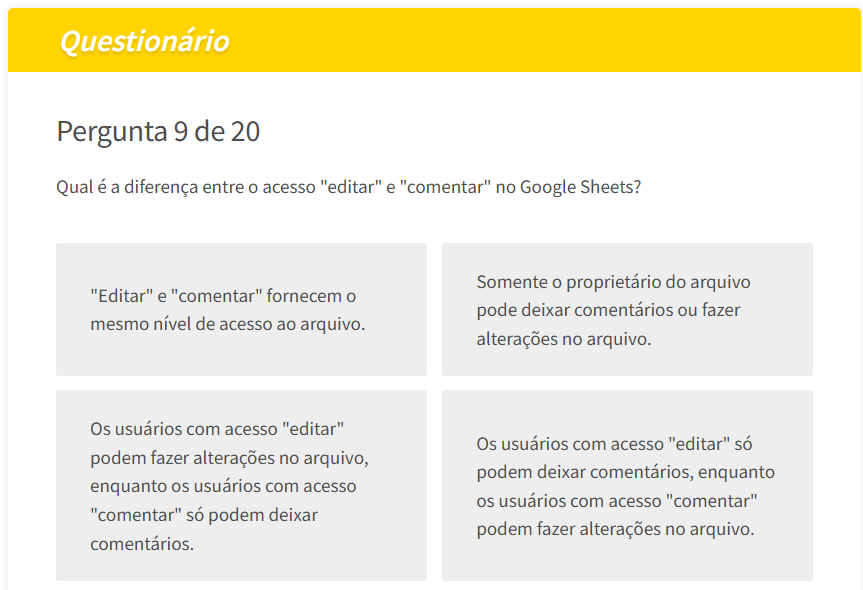 Questionário
Pergunta 9 de 20
Qual é a diferença entre o acesso "editar" e "comentar" no Google Sheets?
"Editar" e "comentar" fornecem o
mesmo nível de acesso ao arquivo.
Somente o proprietário do arquivo
pode deixar comentários ou fazer
alterações no arquivo.
Os usuários com acesso "editar"
podem fazer alterações no arquivo,
enquanto os usuários com acesso
"comentar" só podem deixar
comentários.
Os usuários com acesso "editar" só
podem deixar comentários, enquanto
os usuários com acesso "comentar"
podem fazer alterações no arquivo.